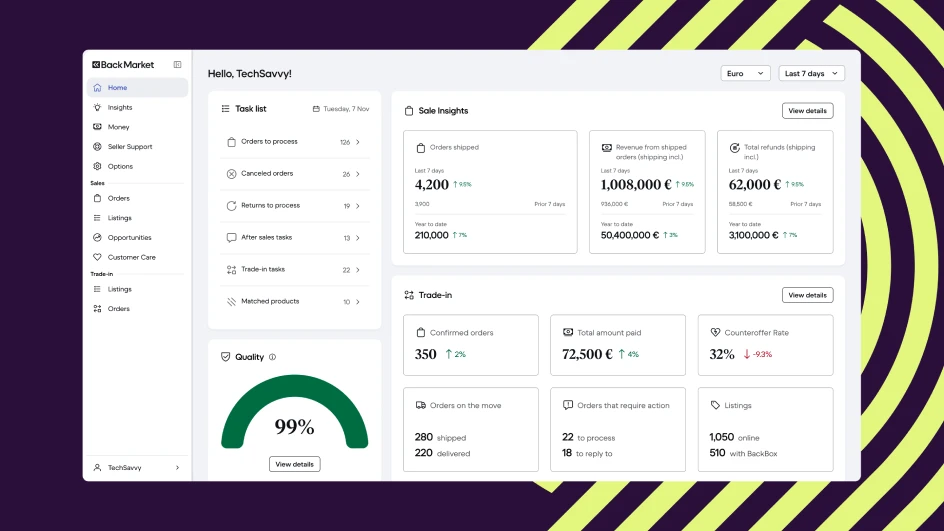 Back Market
Home
Insights
Money
Seller Support
Options
Sales
Orders
Listings
Opportunities
Customer Care
Trade-in
Listings
Orders
TechSavvy
Hello, TechSavvy!
Euro
Last 7 days
Task list
Tuesday, 7 Nov
Orders to process 126
Canceled orders 26
Returns to process 19
After sales tasks 13
Trade-in tasks 22
Matched products 10
Quality
99%
View details
Sale Insights
View details
Orders shipped
Last 7 days
4,200 ↑ 9.5%
3,900 Prior 7 days
Year to date
210,000 ↑ 7%
Revenue from shipped
orders (shipping incl.)
Last 7 days
1,008,000 € ↑ 9.5%
936,000 € Prior 7 days
Year to date
50,400,000 € ↑ 3%
Total refunds (shipping
incl.)
Last 7 days
62,000 € ↑ 9.5%
58,500 € Prior 7 days
Year to date
3,100,000 € ↑ 7%
Trade-in
View details
Confirmed orders
350 ↑ 2%
Total amount paid
72,500 € ↑ 4%
Counteroffer Rate
32% ↓ -9.3%
Orders on the move
280 shipped
220 delivered
Orders that require action
22 to process
18 to reply to
Listings
1,050 online
510 with BackBox